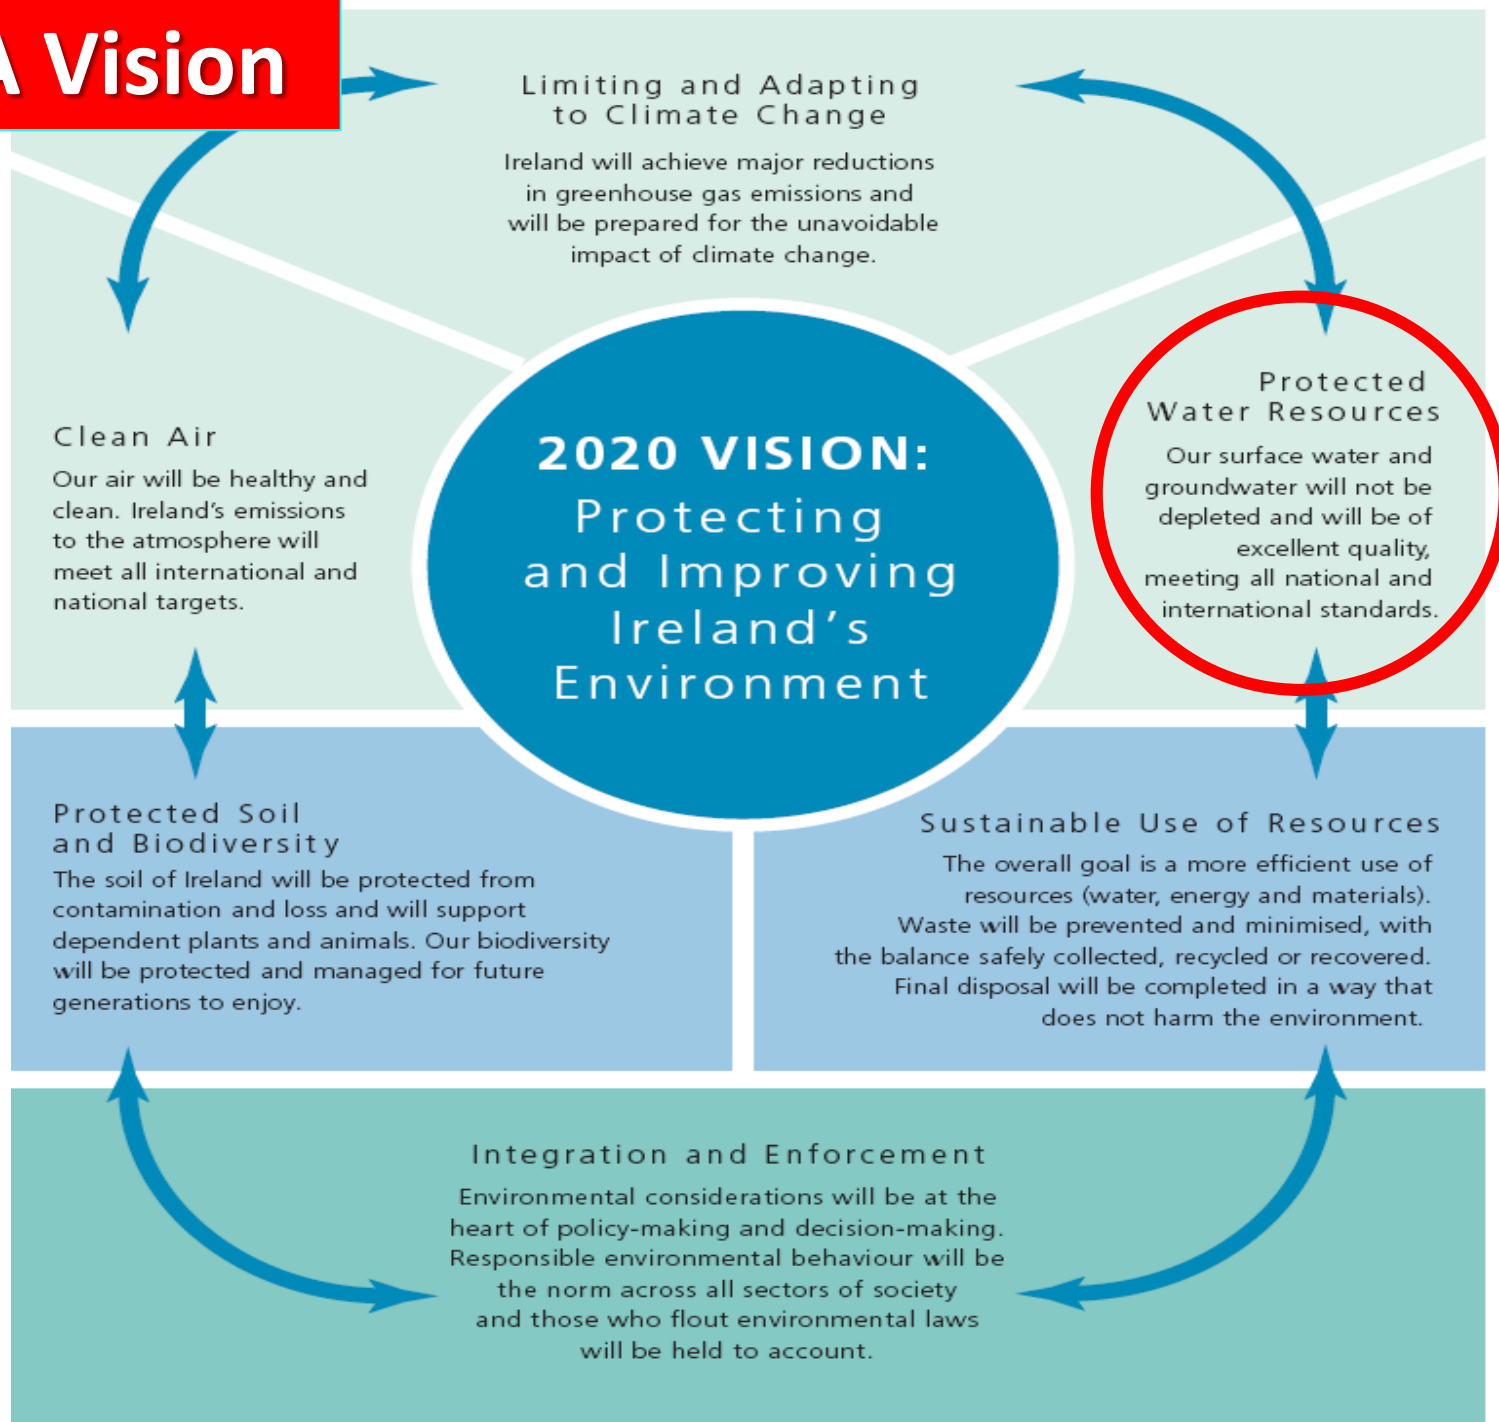 A Vision
Limiting and Adapting
to Climate Change
Ireland will achieve major reductions
in greenhouse gas emissions and
will be prepared for the unavoidable
impact of climate change.
Clean Air
Our air will be healthy and
clean. Ireland's emissions
to the atmosphere will
meet all international and
national targets.
2020 VISION:
Protecting
and Improving
Ireland's
Environment
Protected
Water Resources
Our surface water and
groundwater will not be
depleted and will be of
excellent quality,
meeting all national and
international standards.
Protected Soil
and Biodiversity
The soil of Ireland will be protected from
contamination and loss and will support
dependent plants and animals. Our biodiversity
will be protected and managed for future
generations to enjoy.
Sustainable Use of Resources
The overall goal is a more efficient use of
resources (water, energy and materials).
Waste will be prevented and minimised, with
the balance safely collected, recycled or recovered.
Final disposal will be completed in a way that
does not harm the environment.
Integration and Enforcement
Environmental considerations will be at the
heart of policy-making and decision-making.
Responsible environmental behaviour will be
the norm across all sectors of society
and those who flout environmental laws
will be held to account.